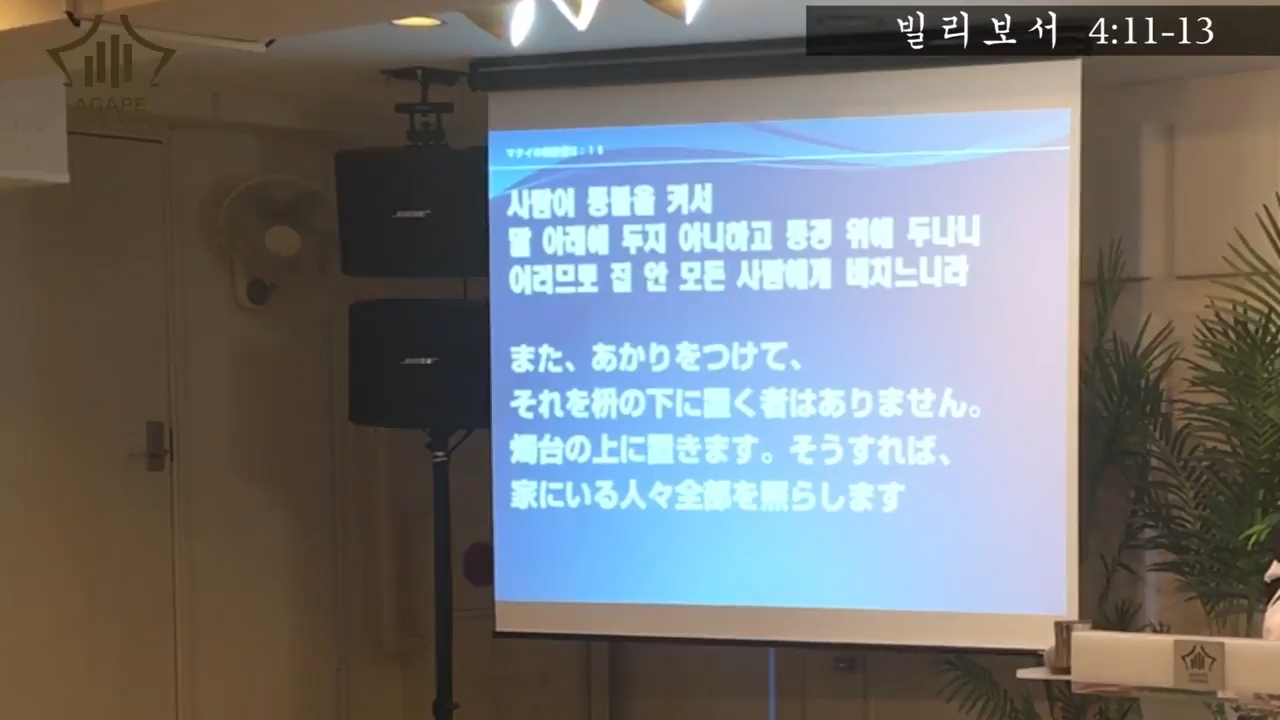 빌리보서 4:11-13
AGAPE
BOSE
BOSE
사람이 등불을 켜서
말 아래에 두지 아니하고 등경 위에 두나니
이러므로 집 안 모든 사람에게 비치느니라
また、あかりをつけて、
それを枡の下に置く者はありません。
燭台の上に置きます。そうすれば、
家にいる人々全部を照らします